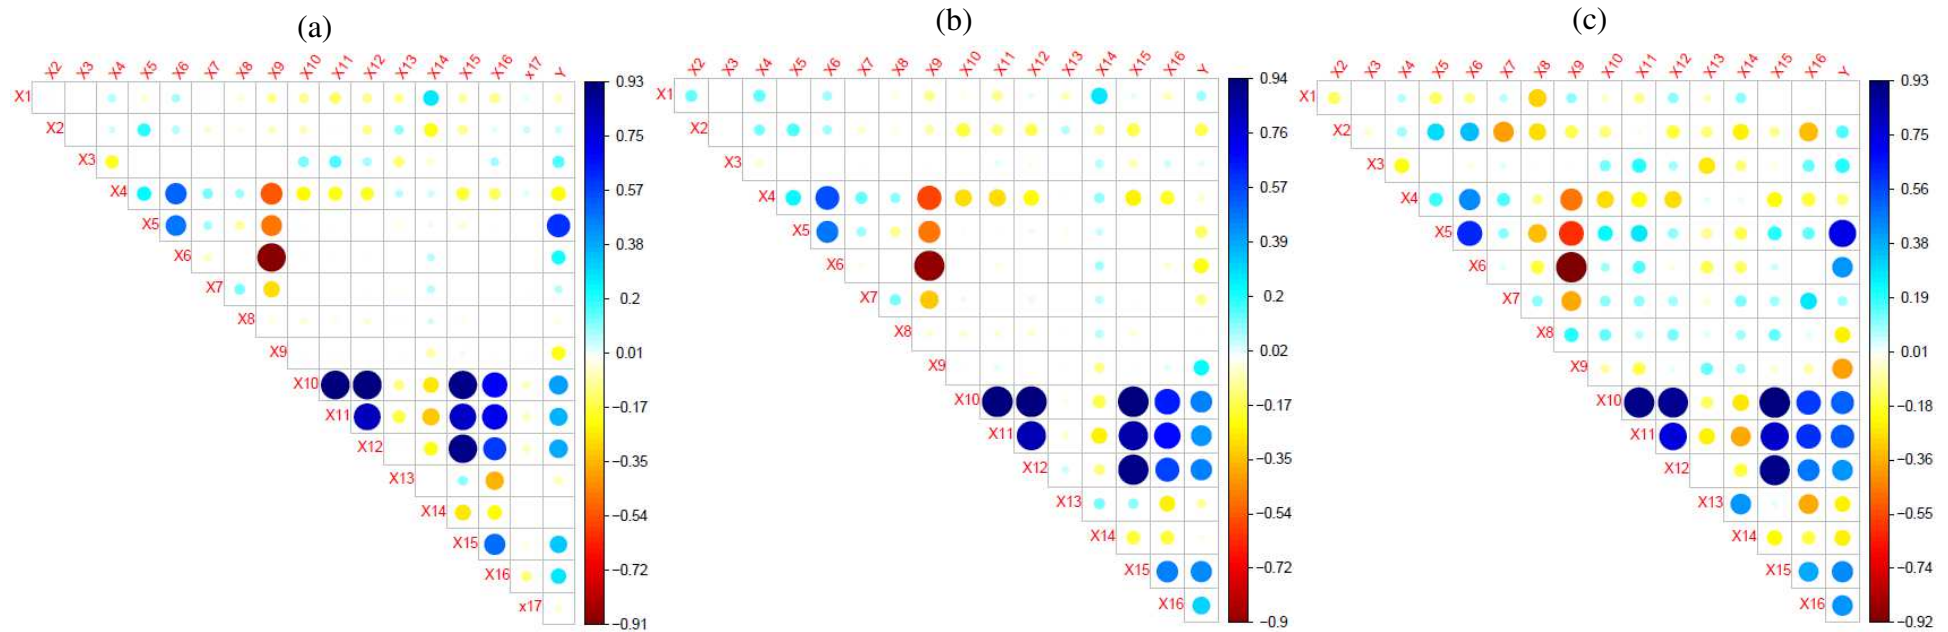 (a)
X2 X3 X4 X5 X6 X7 X8 X9 X10 X11 X12 X13 X14 X15 X16 x17 Y
X1
X2
X3
X4
X5
X6
X7
X8
X9
X10
X11
X12
X13
X14
X15
X16
x17
0.93
0.75
0.57
0.38
0.2
0.01
−0.17
−0.35
−0.54
−0.72
−0.91
(b)
X2 X3 X4 X5 X6 X7 X8 X9 X10 X11 X12 X13 X14 X15 X16 Y
X1
X2
X3
X4
X5
X6
X7
X8
X9
X10
X11
X12
X13
X14
X15
X16
0.94
0.76
0.57
0.39
0.2
0.02
−0.17
−0.35
−0.54
−0.72
−0.9
(c)
X2 X3 X4 X5 X6 X7 X8 X9 X10 X11 X12 X13 X14 X15 X16 Y
X1
X2
X3
X4
X5
X6
X7
X8
X9
X10
X11
X12
X13
X14
X15
X16
0.93
0.75
0.56
0.38
0.19
0.01
−0.18
−0.36
−0.55
−0.74
−0.92